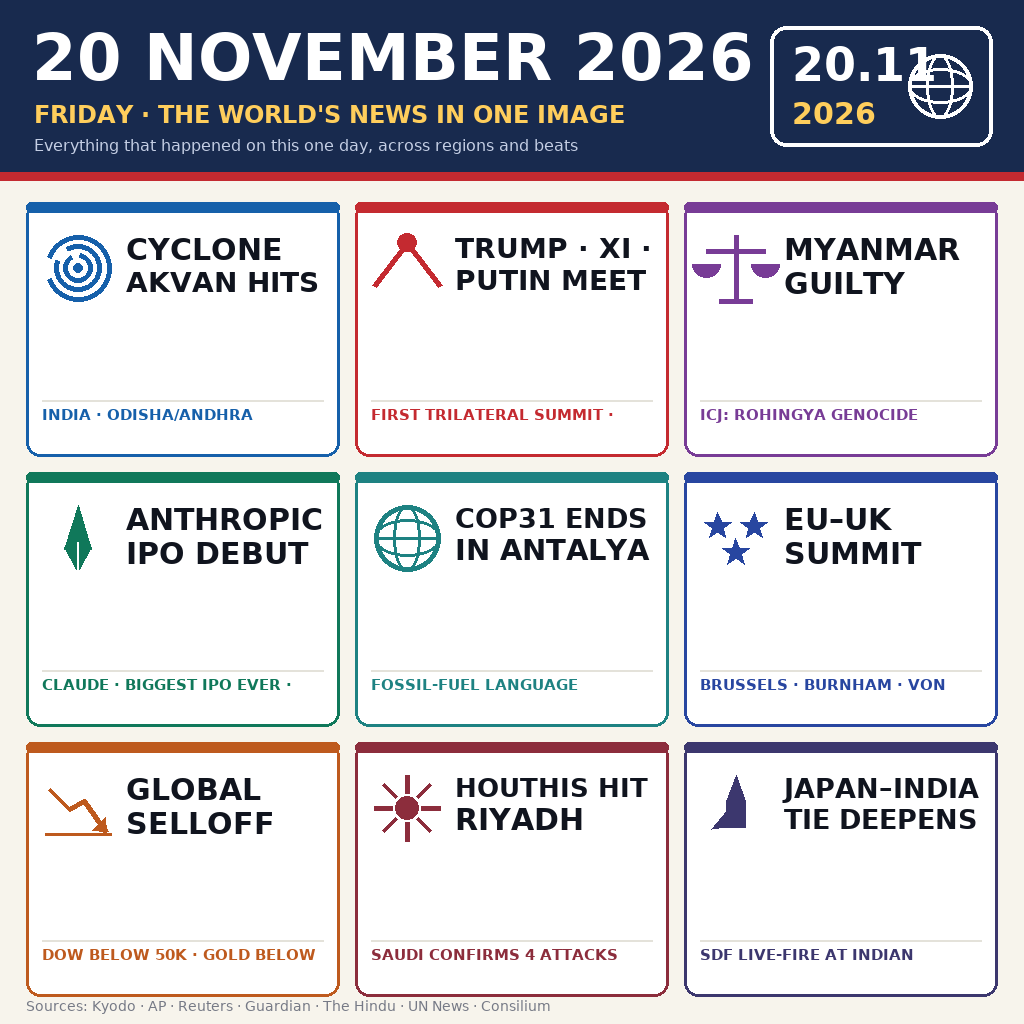 20 NOVEMBER 2026
FRIDAY · THE WORLD'S NEWS IN ONE IMAGE
Everything that happened on this one day, across regions and beats
20.11
2026
CYCLONE
AKVAN HITS
INDIA · ODISHA/ANDHRA
TRUMP · XI ·
PUTIN MEET
FIRST TRILATERAL SUMMIT ·
MYANMAR
GUILTY
ICJ: ROHINGYA GENOCIDE
ANTHROPIC
IPO DEBUT
CLAUDE · BIGGEST IPO EVER ·
COP31 ENDS
IN ANTALYA
FOSSIL-FUEL LANGUAGE
EU–UK
SUMMIT
BRUSSELS · BURNHAM · VON
GLOBAL
SELLOFF
DOW BELOW 50K · GOLD BELOW
HOUTHIS HIT
RIYADH
SAUDI CONFIRMS 4 ATTACKS
JAPAN–INDIA
TIE DEEPENS
SDF LIVE-FIRE AT INDIAN
Sources: Kyodo · AP · Reuters · Guardian · The Hindu · UN News · Consilium